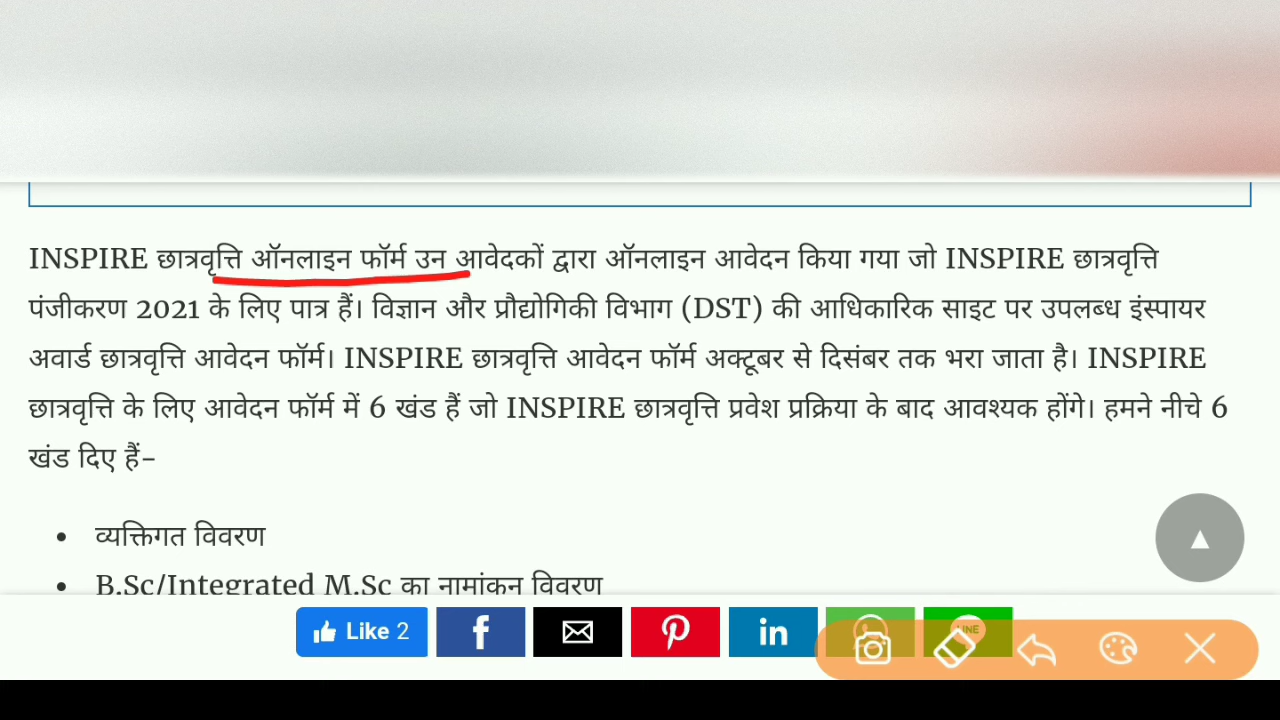 INSPIRE छात्रवृत्ति ऑनलाइन फॉर्म उन आवेदकों द्वारा ऑनलाइन आवेदन किया गया जो INSPIRE छात्रवृत्ति
पंजीकरण 2021 के लिए पात्र हैं। विज्ञान और प्रौद्योगिकी विभाग (DST) की आधिकारिक साइट पर उपलब्ध इंस्पायर
अवार्ड छात्रवृत्ति आवेदन फॉर्म। INSPIRE छात्रवृत्ति आवेदन फॉर्म अक्टूबर से दिसंबर तक भरा जाता है। INSPIRE
छात्रवृत्ति के लिए आवेदन फॉर्म में 6 खंड हैं जो INSPIRE छात्रवृत्ति प्रवेश प्रक्रिया के बाद आवश्यक होंगे। हमने नीचे 6
खंड दिए हैं–
• व्यक्तिगत विवरण
• B.Sc/Integrated M.Sc का नामांकन विवरण
Like 2
LINE